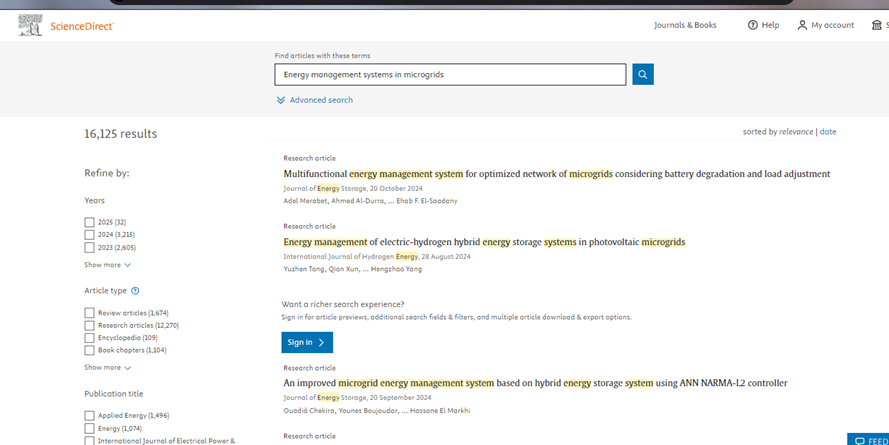 ScienceDirect
Journals & Books
Help
My account
Find articles with these terms
Energy management systems in microgrids
Advanced search
16,125 results
sorted by relevance | date
Refine by:
Years
2025 (32)
2024 (3,215)
2023 (2,605)
Show more
Article type
Review articles (1,674)
Research articles (12,270)
Encyclopedia (109)
Book chapters (1,104)
Show more
Publication title
Applied Energy (1,496)
Energy (1,074)
International Journal of Electrical Power &
Research article
Multifunctional energy management system for optimized network of microgrids considering battery degradation and load adjustment
Journal of Energy Storage, 20 October 2024
Adel Merabet, Ahmed Al-Durra, ... Ehab F. El-Saadany
Research article
Energy management of electric-hydrogen hybrid energy storage systems in photovoltaic microgrids
International Journal of Hydrogen Energy, 28 August 2024
Yuzhen Tang, Qian Xun, ... Hengzhao Yang
Want a richer search experience?
Sign in for article previews, additional search fields & filters, and multiple article download & export options.
Sign in
Research article
An improved microgrid energy management system based on hybrid energy storage system using ANN NARMA-L2 controller
Journal of Energy Storage, 20 September 2024
Ouadiâ Chekira, Younes Boujoudar, ... Hassane El Markhi
Research article
FEED